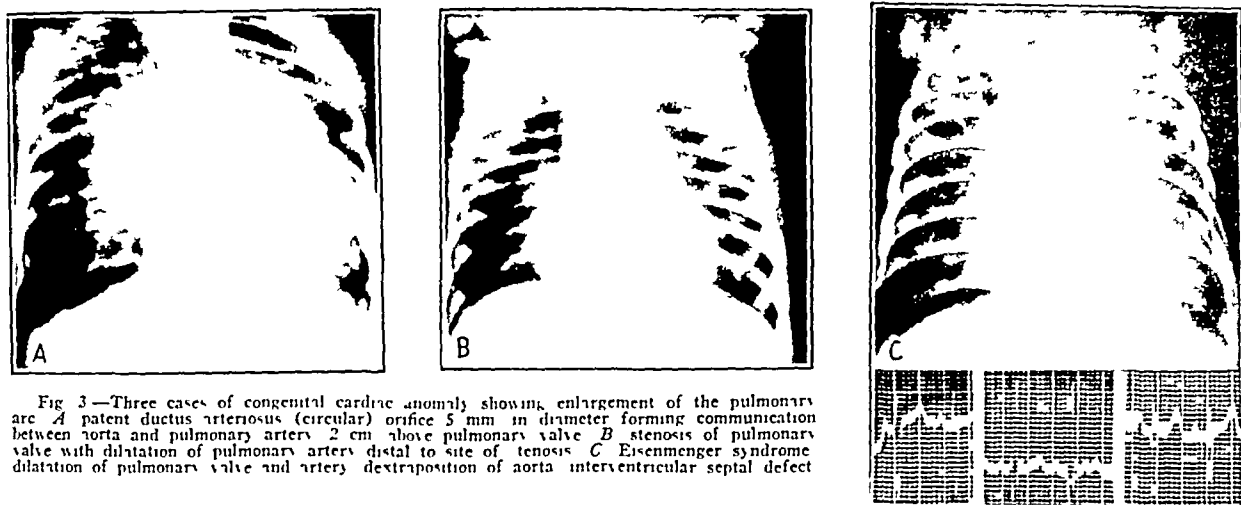 A
B
C
Fig 3—Three cases of congenital cardiac anomaly showing enlargement of the pulmonary
arc A patent ductus arteriosus (circular) orifice 5 mm in diameter forming communication
between aorta and pulmonary artery 2 cm above pulmonary valve B stenosis of pulmonary
valve with dilatation of pulmonary artery distal to site of tenosis C Eisenmenger syndrome
dilatation of pulmonary valve and artery dextraposition of aorta interventricular septal defect